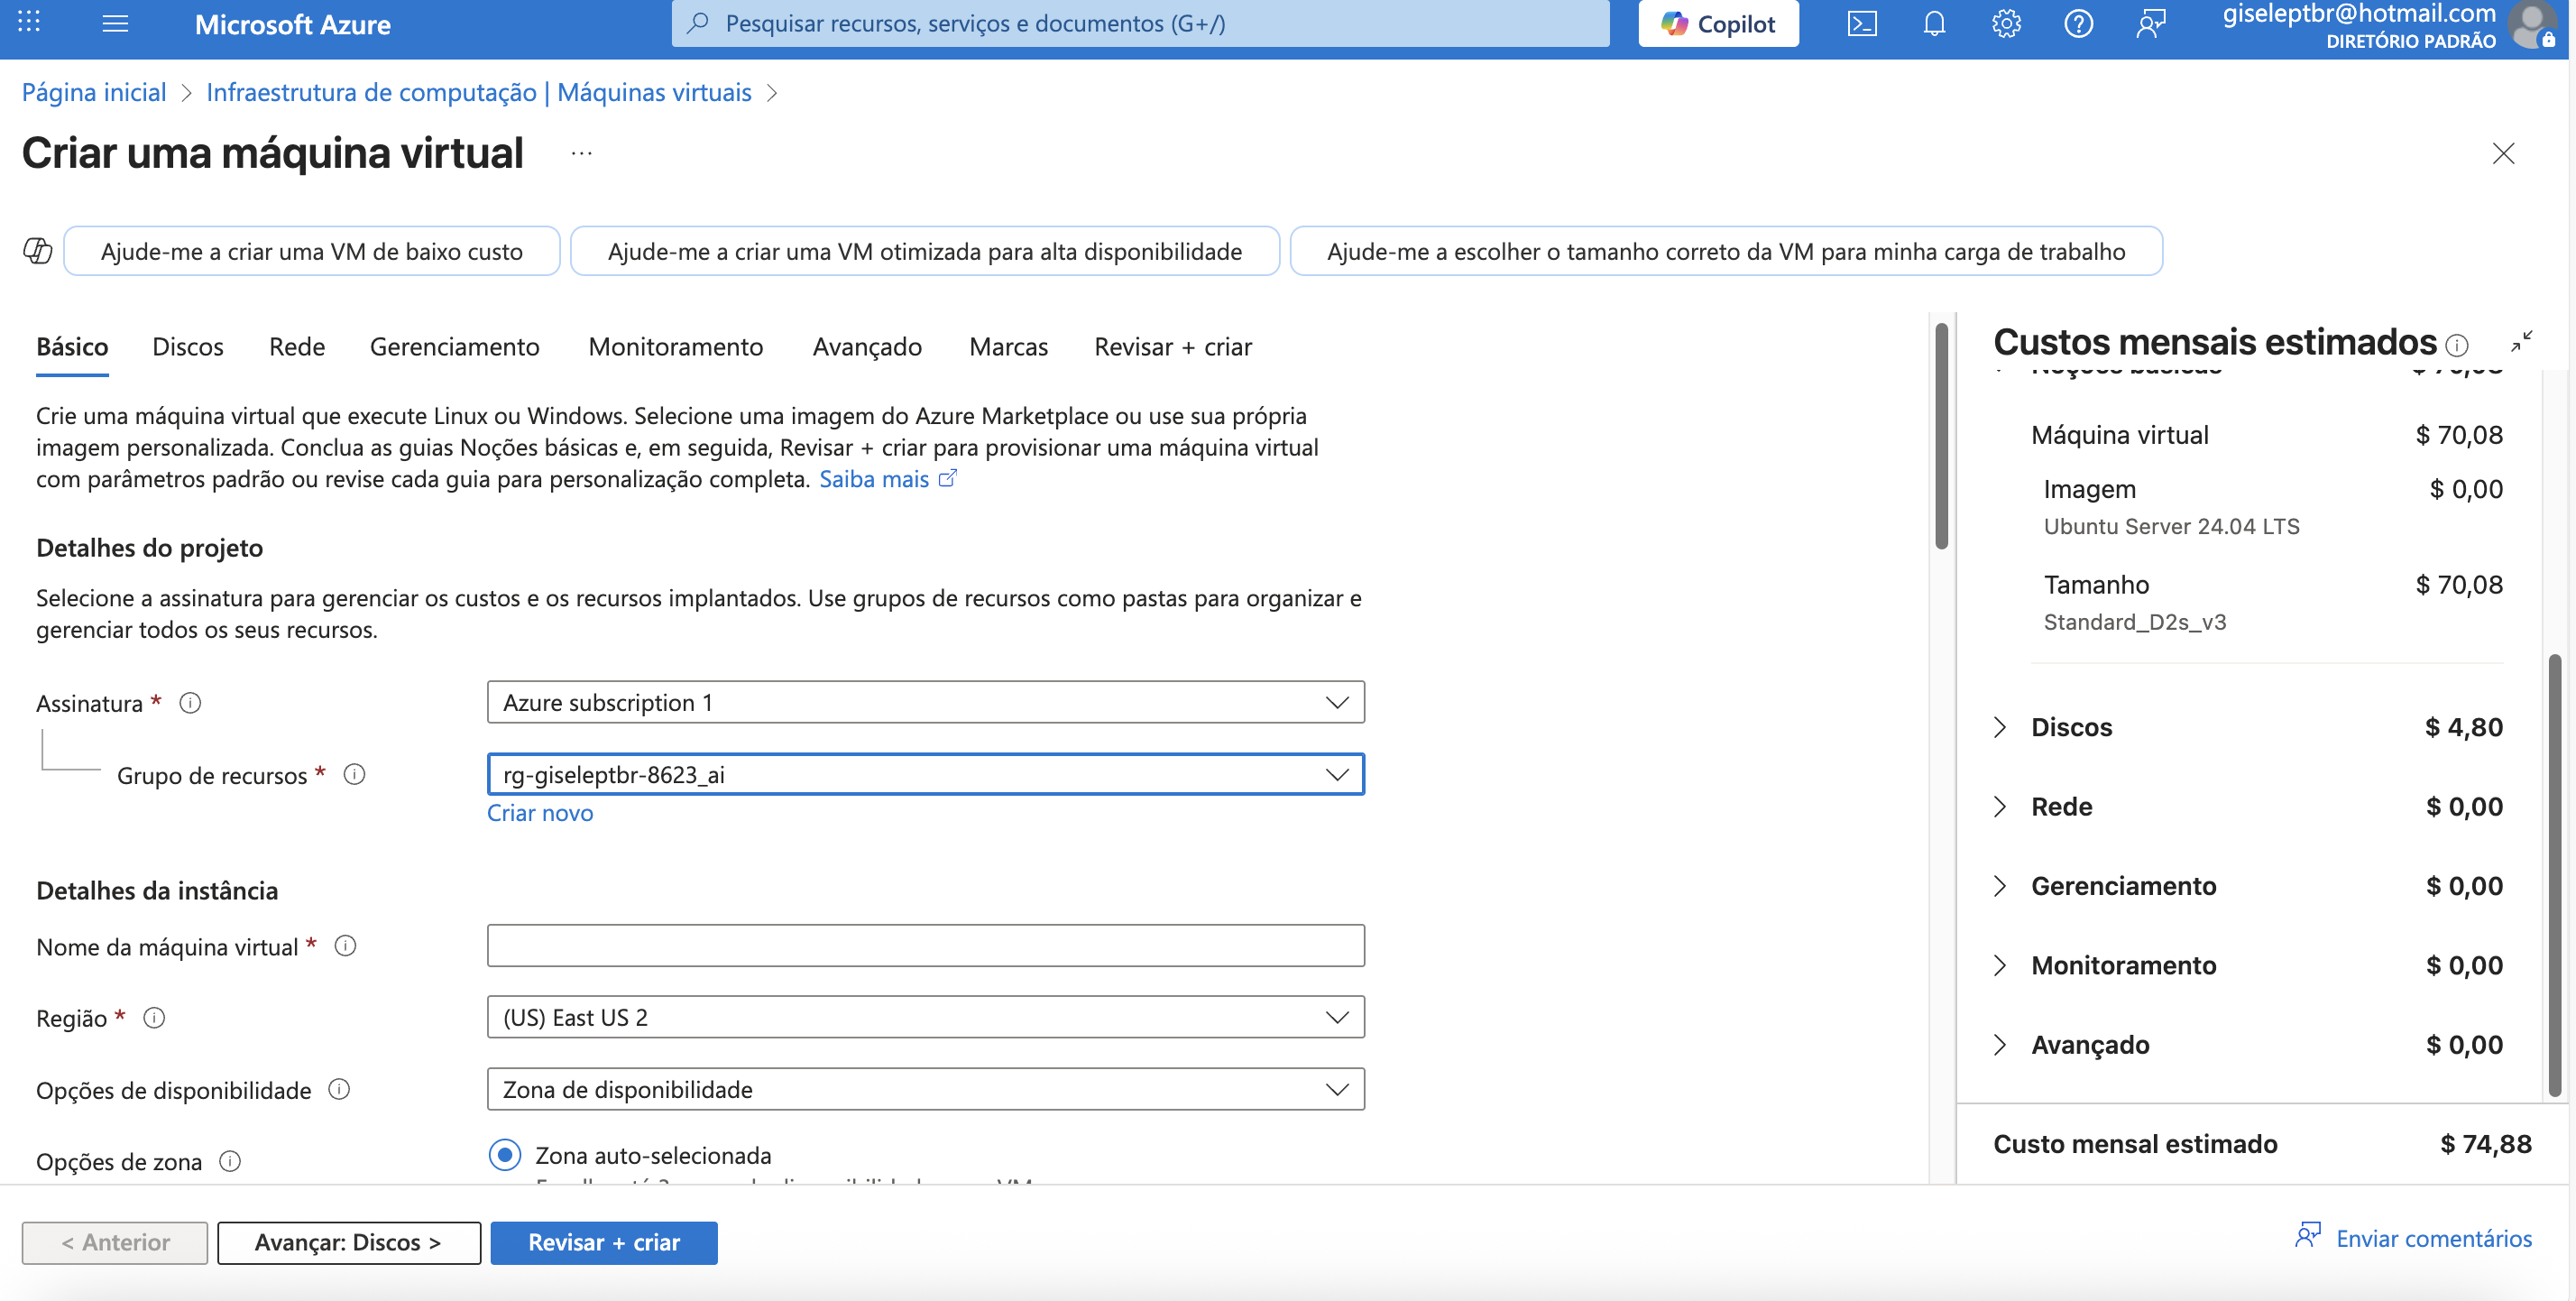 Microsoft Azure
Pesquisar recursos, serviços e documentos (G+/)
Copilot
giseleptbr@hotmail.com
DIRETÓRIO PADRÃO
Página inicial > Infraestrutura de computação | Máquinas virtuais >
Criar uma máquina virtual ...
Ajude-me a criar uma VM de baixo custo
Ajude-me a criar uma VM otimizada para alta disponibilidade
Ajude-me a escolher o tamanho correto da VM para minha carga de trabalho
Básico
Discos
Rede
Gerenciamento
Monitoramento
Avançado
Marcas
Revisar + criar
Crie uma máquina virtual que execute Linux ou Windows. Selecione uma imagem do Azure Marketplace ou use sua própria
imagem personalizada. Conclua as guias Noções básicas e, em seguida, Revisar + criar para provisionar uma máquina virtual
com parâmetros padrão ou revise cada guia para personalização completa. Saiba mais
Detalhes do projeto
Selecione a assinatura para gerenciar os custos e os recursos implantados. Use grupos de recursos como pastas para organizar e
gerenciar todos os seus recursos.
Assinatura *
Azure subscription 1
Grupo de recursos *
rg-giseleptbr-8623_ai
Criar novo
Detalhes da instância
Nome da máquina virtual *
Região *
(US) East US 2
Opções de disponibilidade
Zona de disponibilidade
Opções de zona
Zona auto-selecionada
< Anterior
Avançar: Discos >
Revisar + criar
Custos mensais estimados
Máquina virtual $ 70,08
Imagem $ 0,00
Ubuntu Server 24.04 LTS
Tamanho $ 70,08
Standard_D2s_v3
Discos $ 4,80
Rede $ 0,00
Gerenciamento $ 0,00
Monitoramento $ 0,00
Avançado $ 0,00
Custo mensal estimado $ 74,88
Enviar comentários